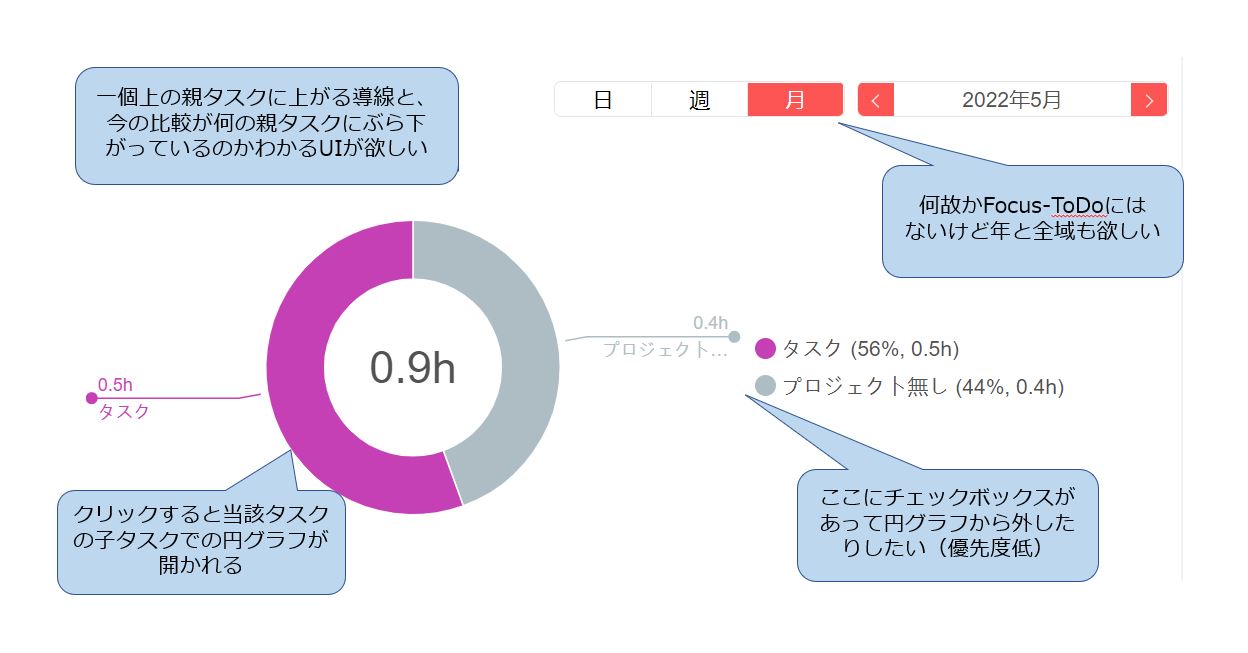 一個上の親タスクに上がる導線と、
今の比較が何の親タスクにぶら下
がっているのかわかるUIが欲しい
日 週 月 2022年5月
何故かFocus-ToDoには
ないけど年と全域も欲しい
0.9h
0.4h
プロジェクト...
タスク (56%, 0.5h)
プロジェクト無し (44%, 0.4h)
0.5h
タスク
クリックすると当該タスク
の子タスクでの円グラフが
開かれる
ここにチェックボックスが
あって円グラフから外した
りしたい（優先度低）